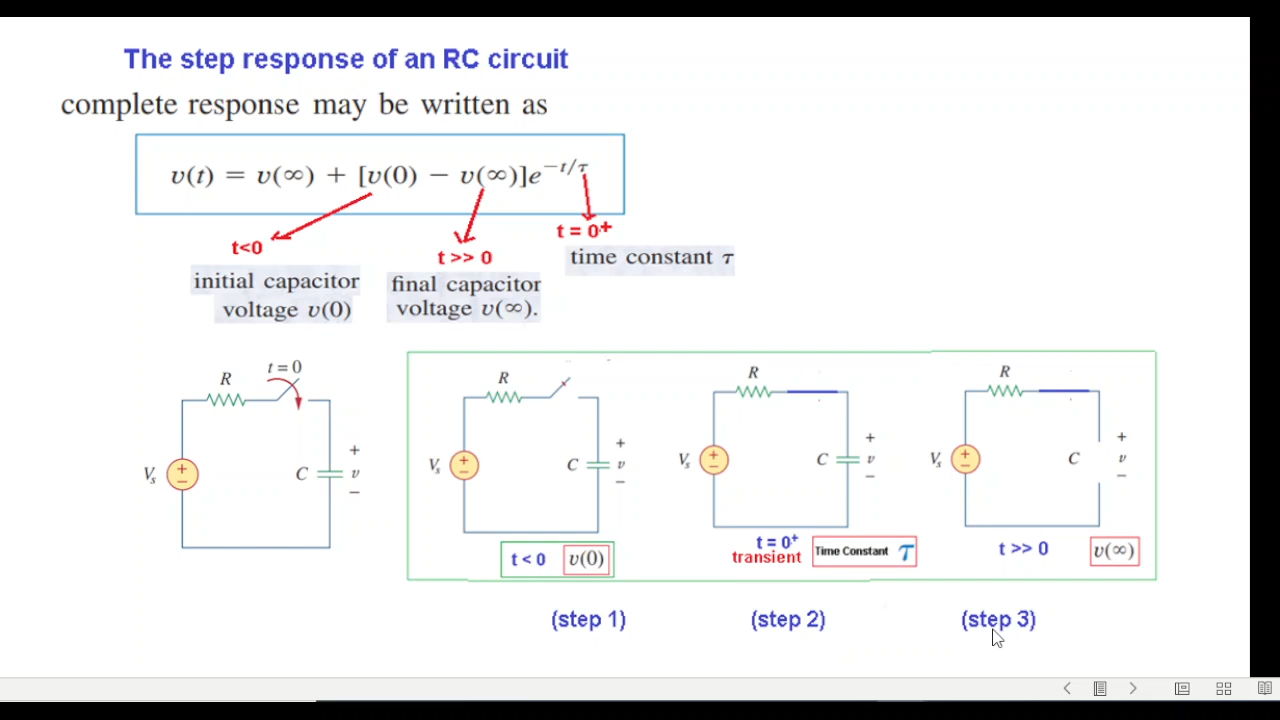 The step response of an RC circuit
complete response may be written as
v(t) = v(∞) + [v(0) − v(∞)]e^−t/τ
t<0
t >> 0
t = 0+
initial capacitor
voltage v(0)
final capacitor
voltage v(∞).
time constant τ
t = 0
R
Vs
+
−
C
+
v
−
R
Vs
+
−
C
+
v
−
t < 0 v(0)
R
Vs
+
−
C
+
v
−
t = 0+
transient
Time Constant τ
R
Vs
+
−
C
+
v
−
t >> 0 v(∞)
(step 1) (step 2) (step 3)